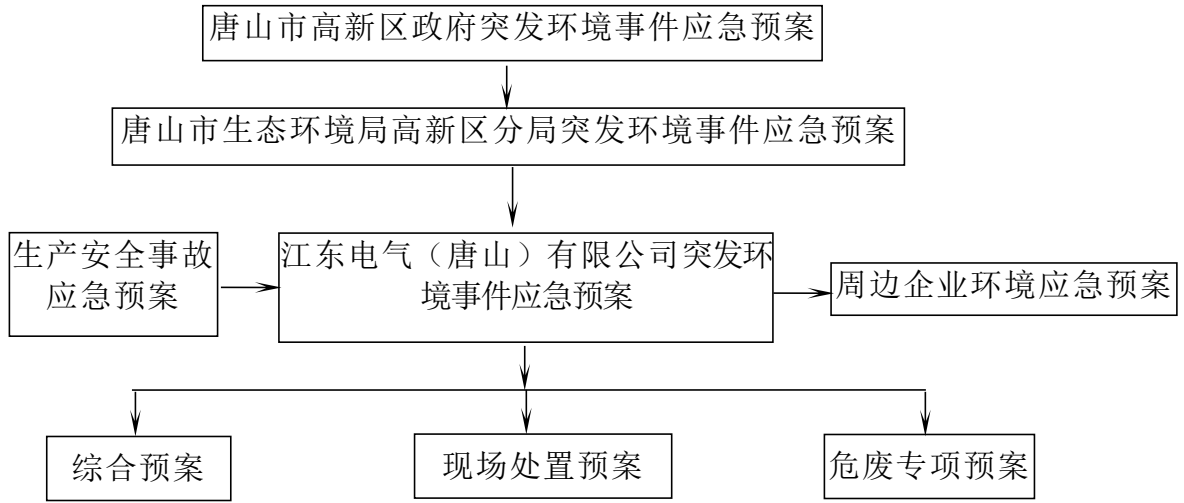 唐山市高新区政府突发环境事件应急预案
唐山市生态环境局高新区分局突发环境事件应急预案
生产安全事故
应急预案
江东电气（唐山）有限公司突发环
境事件应急预案
周边企业环境应急预案
综合预案
现场处置预案
危废专项预案